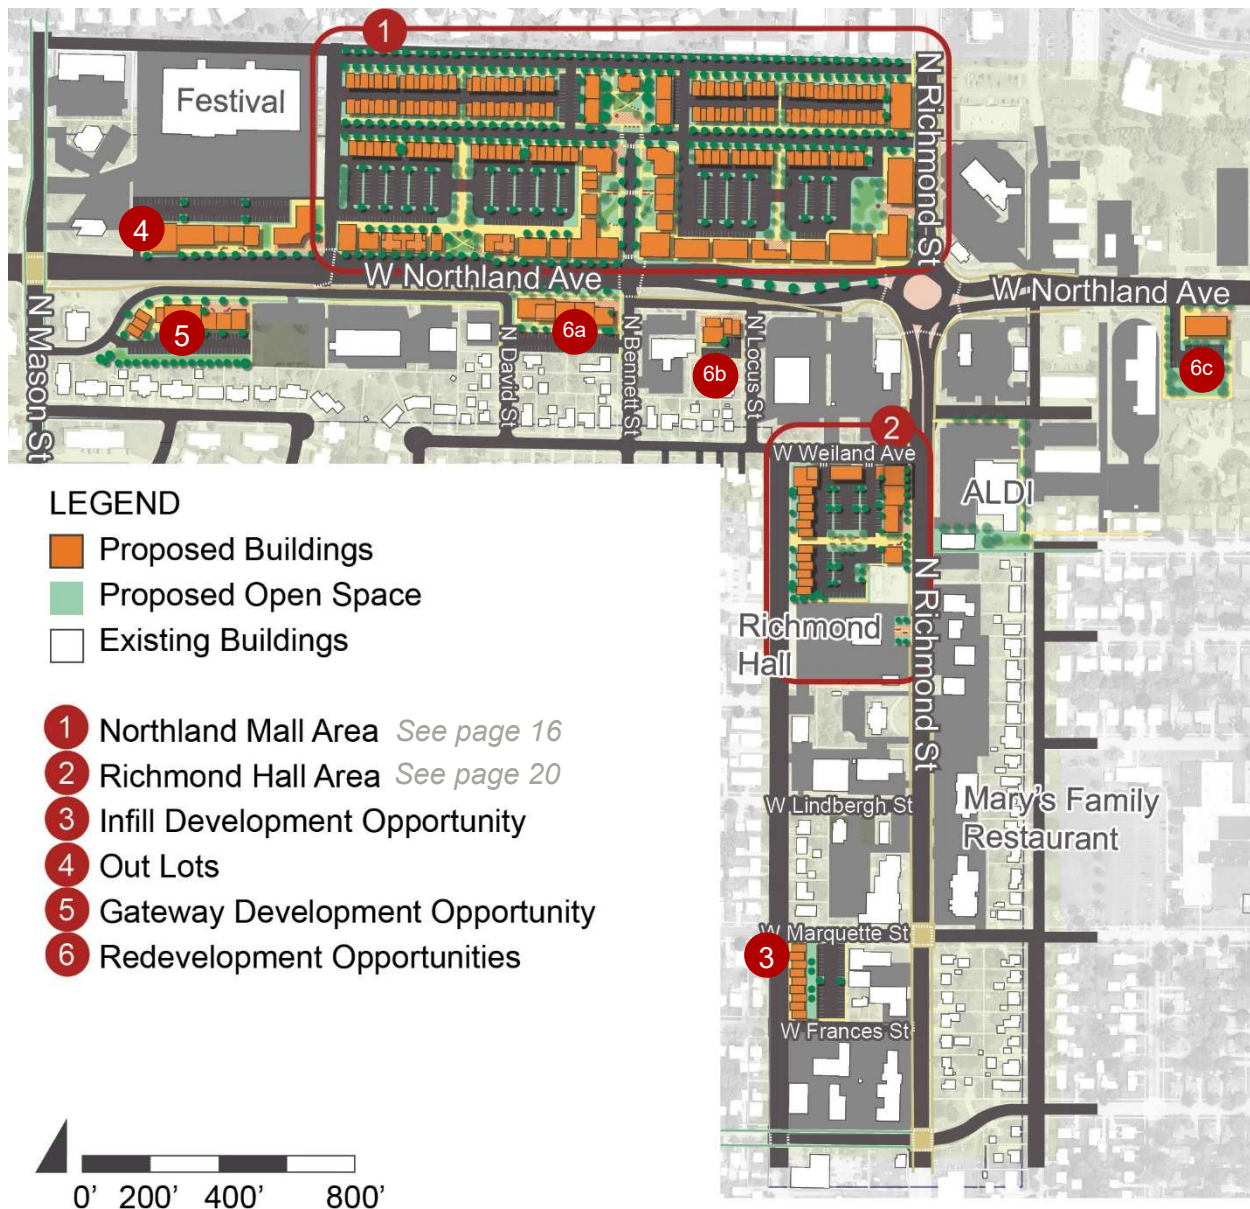 1
Festival
N Richmond St
4
W Northland Ave
W Northland Ave
N Mason St
5
N David St
6a
N Bennett St
6b
N Locus St
6c
2
W Weiland Ave
ALDI
N Richmond St
Richmond
Hall
LEGEND
Proposed Buildings
Proposed Open Space
Existing Buildings
1 Northland Mall Area See page 16
2 Richmond Hall Area See page 20
3 Infill Development Opportunity
4 Out Lots
5 Gateway Development Opportunity
6 Redevelopment Opportunities
W Lindbergh St
Mary's Family
Restaurant
W Marquette St
3
W Frances St
0' 200' 400' 800'